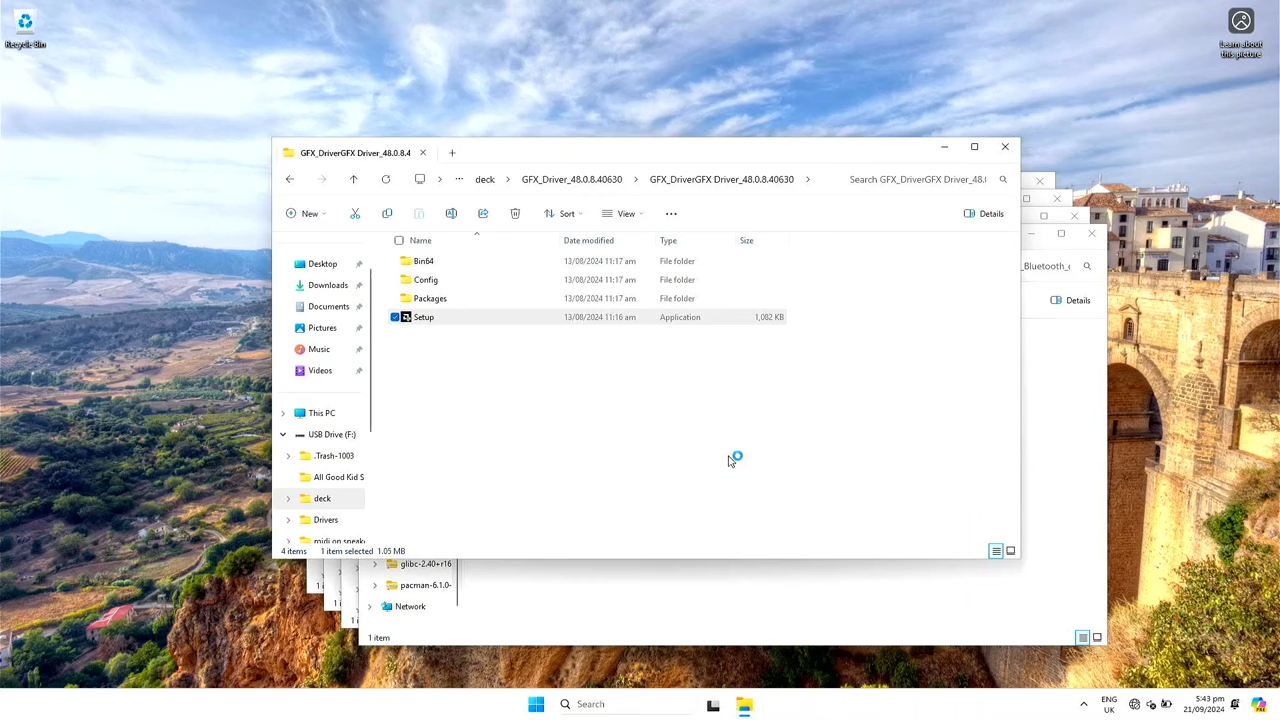 Recycle Bin
Learn about
this picture
GFX_DriverGFX Driver_48.0.8.4
deck
GFX_Driver_48.0.8.40630
GFX_DriverGFX Driver_48.0.8.40630
Search GFX_DriverGFX Driver_48.(
New
Sort
View
Details
Name
Date modified
Type
Size
Desktop
Downloads
Documents
Pictures
Music
Videos
This PC
USB Drive (F:)
.Trash-1003
All Good Kid S
deck
Drivers
midi on speak
Bin64
13/08/2024 11:17 am
File folder
Config
13/08/2024 11:17 am
File folder
Packages
13/08/2024 11:17 am
File folder
Setup
13/08/2024 11:16 am
Application
1,082 KB
4 items
1 item selected 1.05 MB
_Bluetooth_c
Details
glibc-2.40+r16
pacman-6.1.0-
Network
1 item
Search
ENG
UK
5:43 pm
21/09/2024
PRE